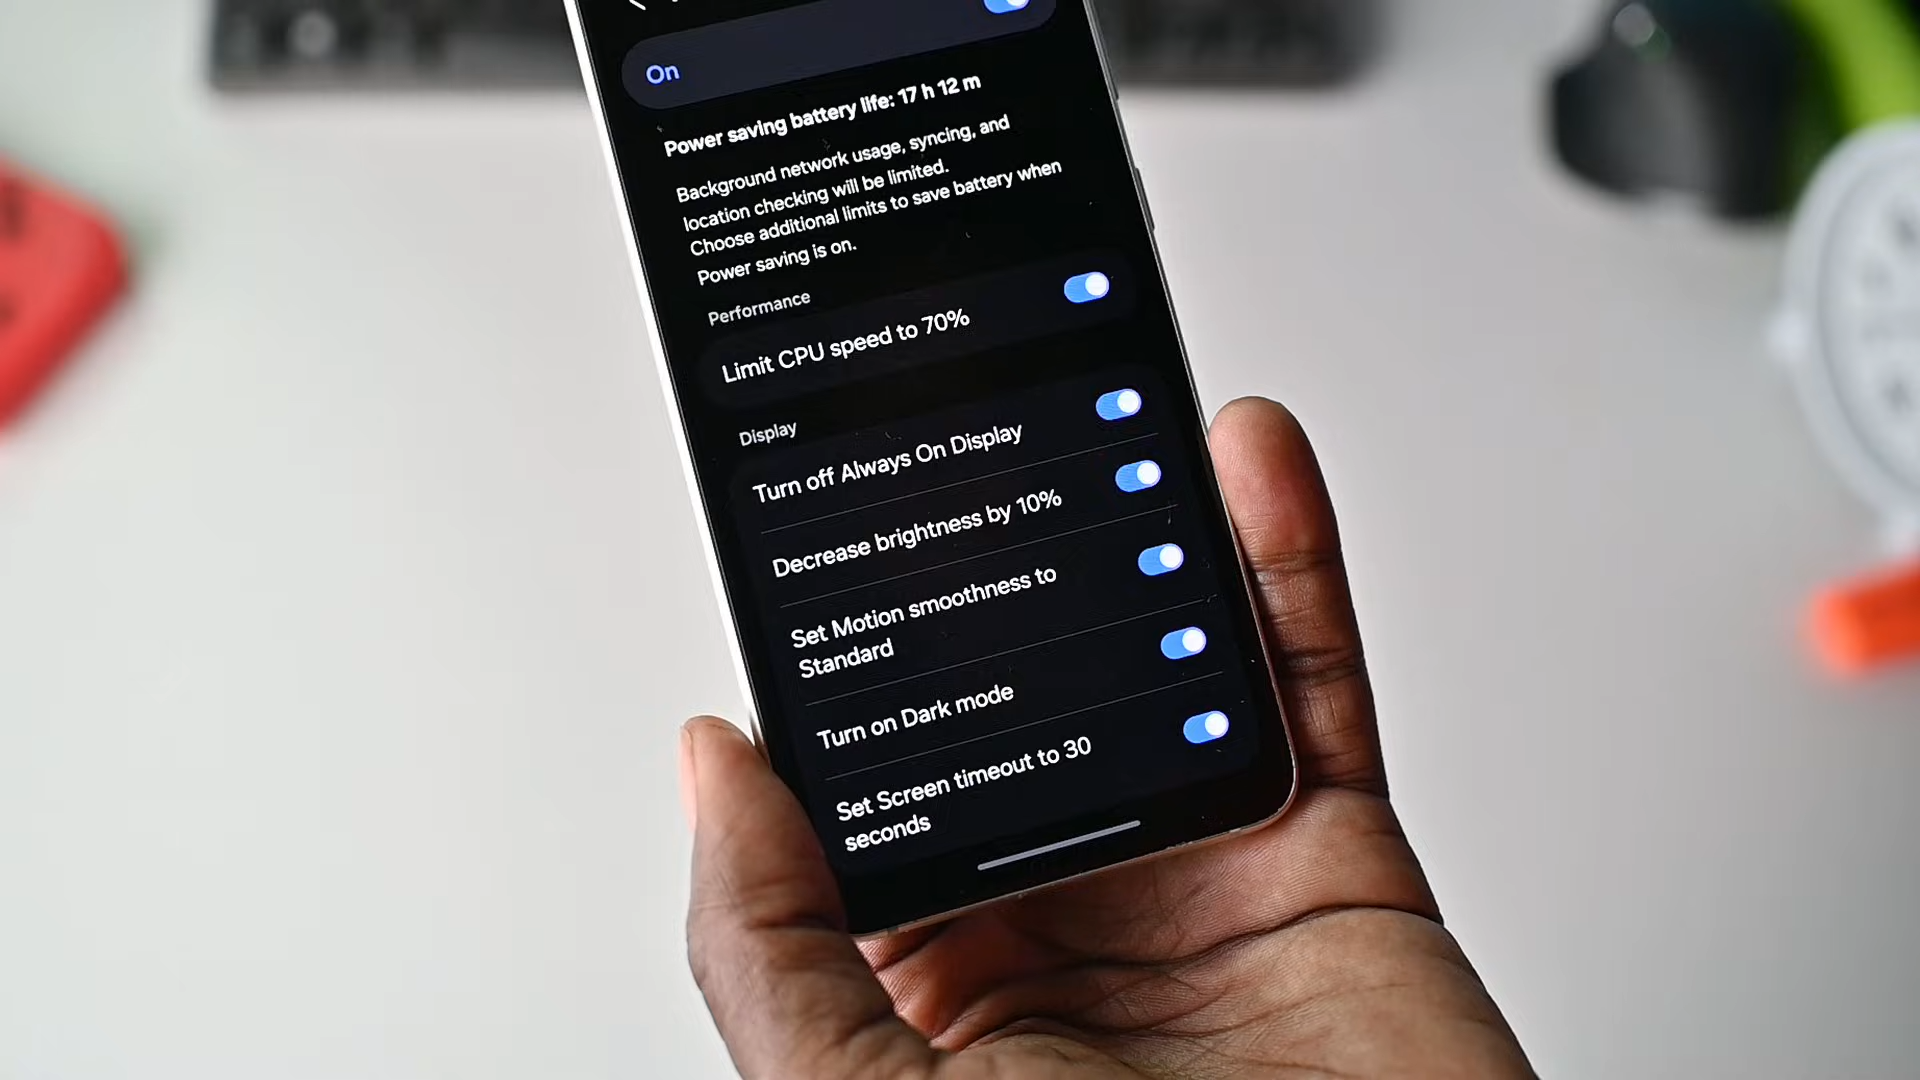 On
Power saving battery life: 17 h 12 m
Background network usage, syncing, and
location checking will be limited.
Choose additional limits to save battery when
Power saving is on.
Performance
Limit CPU speed to 70%
Display
Turn off Always On Display
Decrease brightness by 10%
Set Motion smoothness to
Standard
Turn on Dark mode
Set Screen timeout to 30
seconds